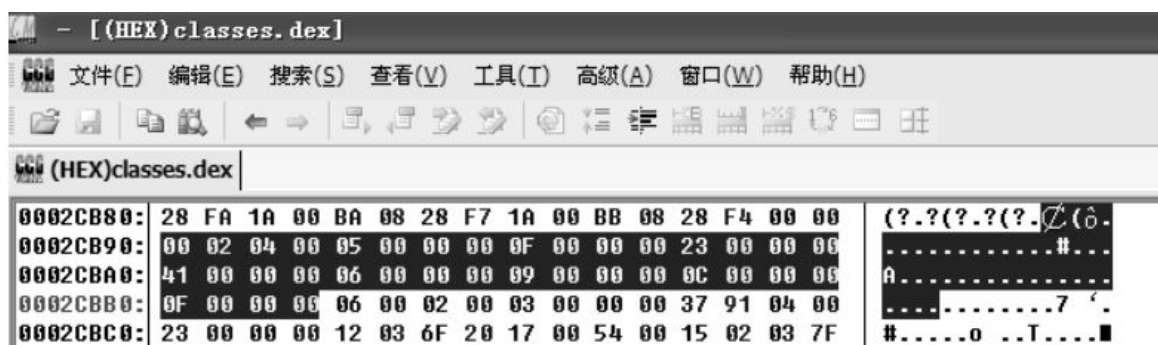 - [(HEX)classes.dex]
文件(F) 编辑(E) 搜索(S) 查看(V) 工具(T) 高级(A) 窗口(W) 帮助(H)
(HEX)classes.dex
0002CB80: 28 FA 1A 00 BA 08 28 F7 1A 00 BB 08 28 F4 00 00
0002CB90: 00 02 04 00 05 00 00 00 0F 00 00 00 23 00 00 00 .............#...
0002CBA0: 41 00 00 00 06 00 00 00 09 00 00 00 0C 00 00 00 A...............
0002CBB0: 0F 00 00 00 06 00 02 00 03 00 00 00 37 91 04 00
0002CBC0: 23 00 00 00 12 03 6F 20 17 00 54 00 15 02 03 7F #.....o ..T....